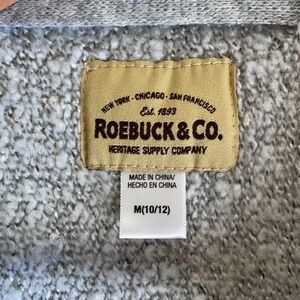 NEW YORK - CHICAGO - SAN FRANCISCO
Est. 1893
ROEBUCK & CO.
HERITAGE SUPPLY COMPANY
MADE IN CHINA/
HECHO EN CHINA
M(10/12)